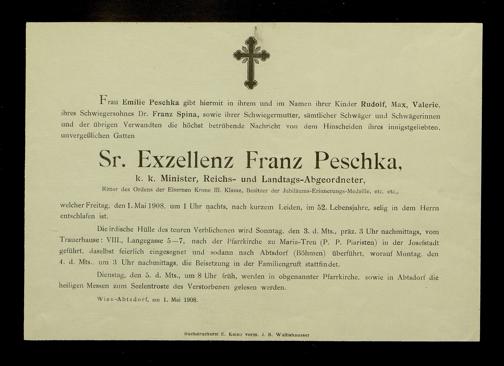 Frau Emilie Peschka gibt hiermit in ihrem und im Namen ihrer Kinder Rudolf, Max, Valerie,
ihres Schwiegersohnes Dr. Franz Spina, sowie ihrer Schwiegermutter, sämtlicher Schwäger und Schwägerinnen
und der übrigen Verwandten die höchst betrübende Nachricht von dem Hinscheiden ihres innigstgeliebten,
unvergeßlichen Gatten
Sr. Exzellenz Franz Peschka,
k. k. Minister, Reichs- und Landtags-Abgeordneter,
Ritter des Ordens der Eisernen Krone III. Klasse, Besitzer der Jubiläums-Erinnerungs-Medaille, etc. etc.,
welcher Freitag, den 1. Mai 1908, um 1 Uhr nachts, nach kurzem Leiden, im 52. Lebensjahre, selig in dem Herrn
entschlafen ist.
Die irdische Hülle des teuren Verblichenen wird Sonntag, den 3. d. Mts., präz. 3 Uhr nachmittags, vom
Trauerhause: VIII., Langegasse 5—7, nach der Pfarrkirche zu Maria-Treu (P. P. Piaristen) in der Josefstadt
geführt, daselbst feierlich eingesegnet und sodann nach Abtsdorf (Böhmen) überführt, worauf Montag, den
4. d. Mts., um 3 Uhr nachmittags, die Beisetzung in der Familiengruft stattfindet.
Dienstag, den 5. d. Mts., um 8 Uhr früh, werden in obgenannter Pfarrkirche, sowie in Abtsdorf die
heiligen Messen zum Seelentroste des Verstorbenen gelesen werden.
Wien-Abtsdorf, am 1. Mai 1908.
Buchdruckerei E. Kainz vorm. J. B. Wallishausser